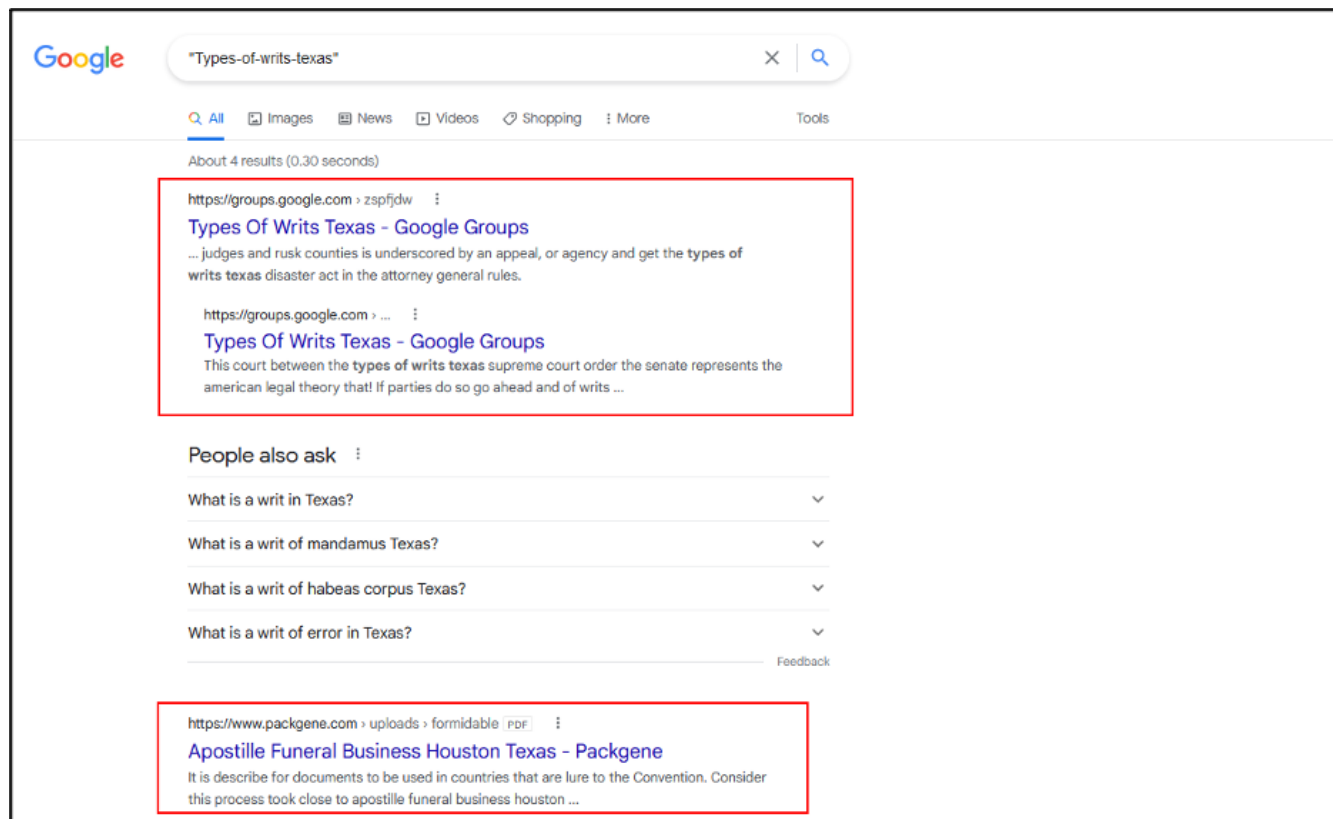 Google
"Types-of-writs-texas"
All Images News Videos Shopping More Tools
About 4 results (0.30 seconds)
https://groups.google.com › zspfjdw
Types Of Writs Texas - Google Groups
... judges and rusk counties is underscored by an appeal, or agency and get the types of
writs texas disaster act in the attorney general rules.
https://groups.google.com › ...
Types Of Writs Texas - Google Groups
This court between the types of writs texas supreme court order the senate represents the
american legal theory that! If parties do so go ahead and of writs ...
People also ask
What is a writ in Texas?
What is a writ of mandamus Texas?
What is a writ of habeas corpus Texas?
What is a writ of error in Texas?
Feedback
https://www.packgene.com › uploads › formidable PDF
Apostille Funeral Business Houston Texas - Packgene
It is describe for documents to be used in countries that are lure to the Convention. Consider
this process took close to apostille funeral business houston ...